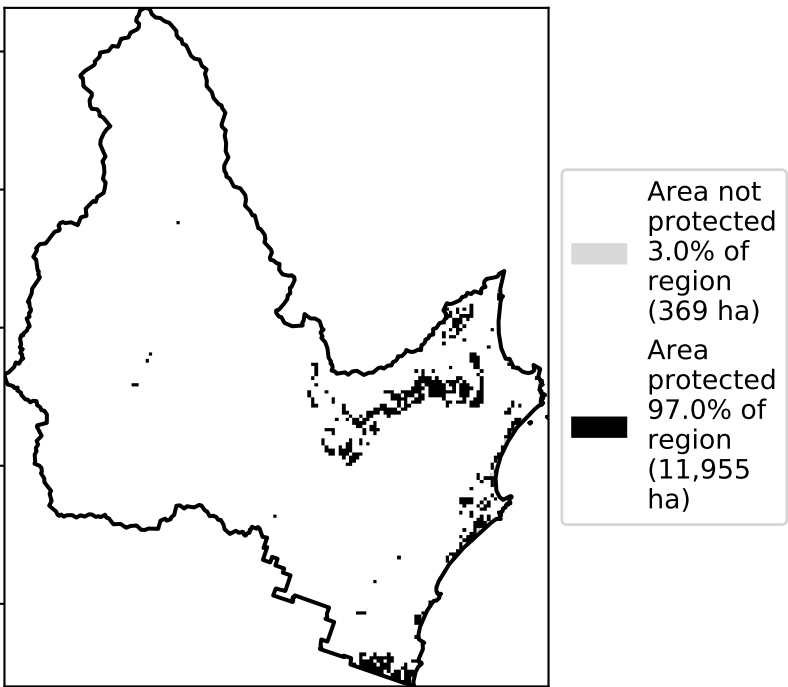 Area not
protected
3.0% of
region
(369 ha)
Area
protected
97.0% of
region
(11,955
ha)